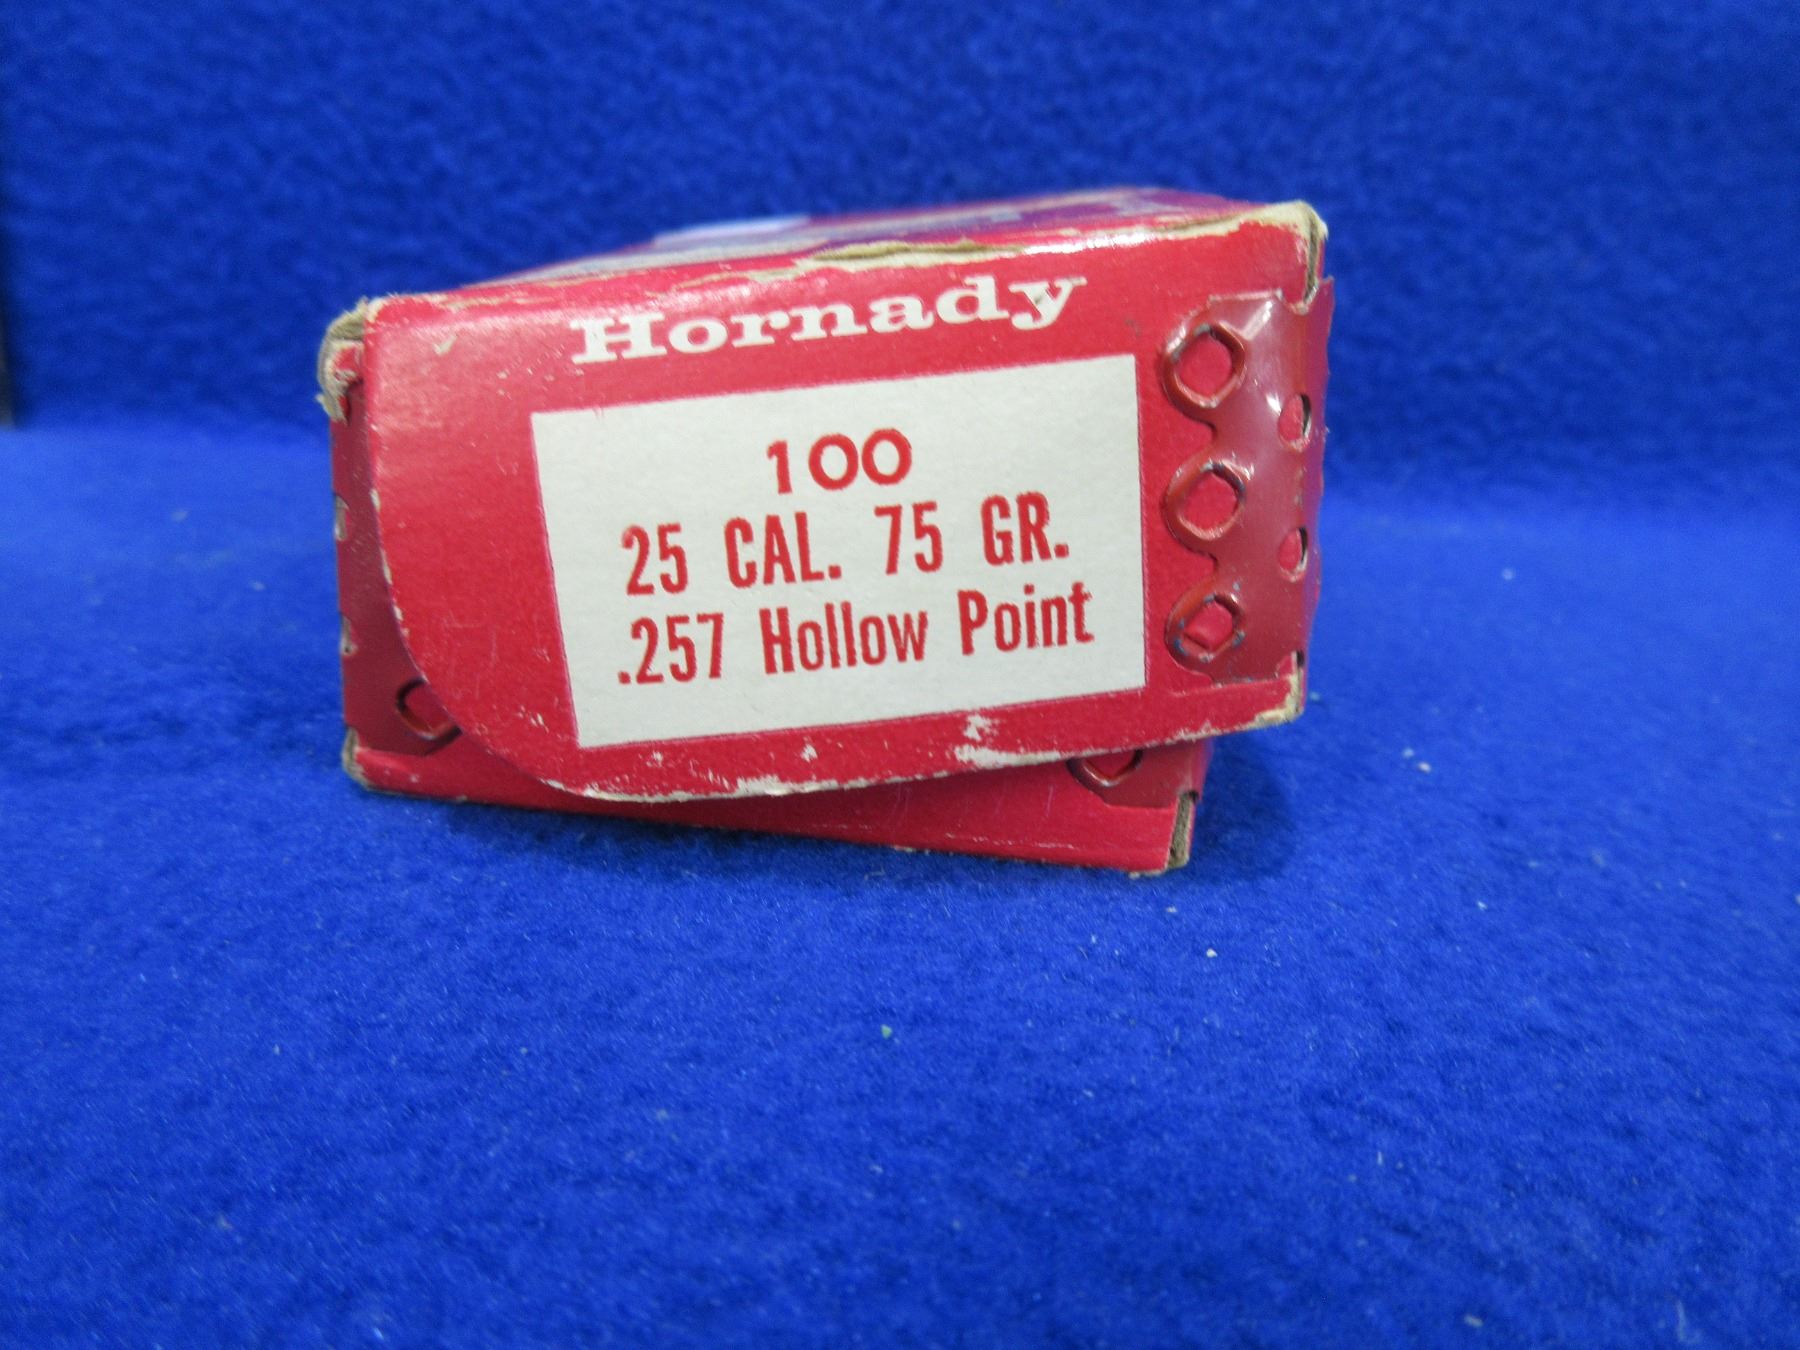 Hornady
100
25 CAL. 75 GR.
.257 Hollow Point